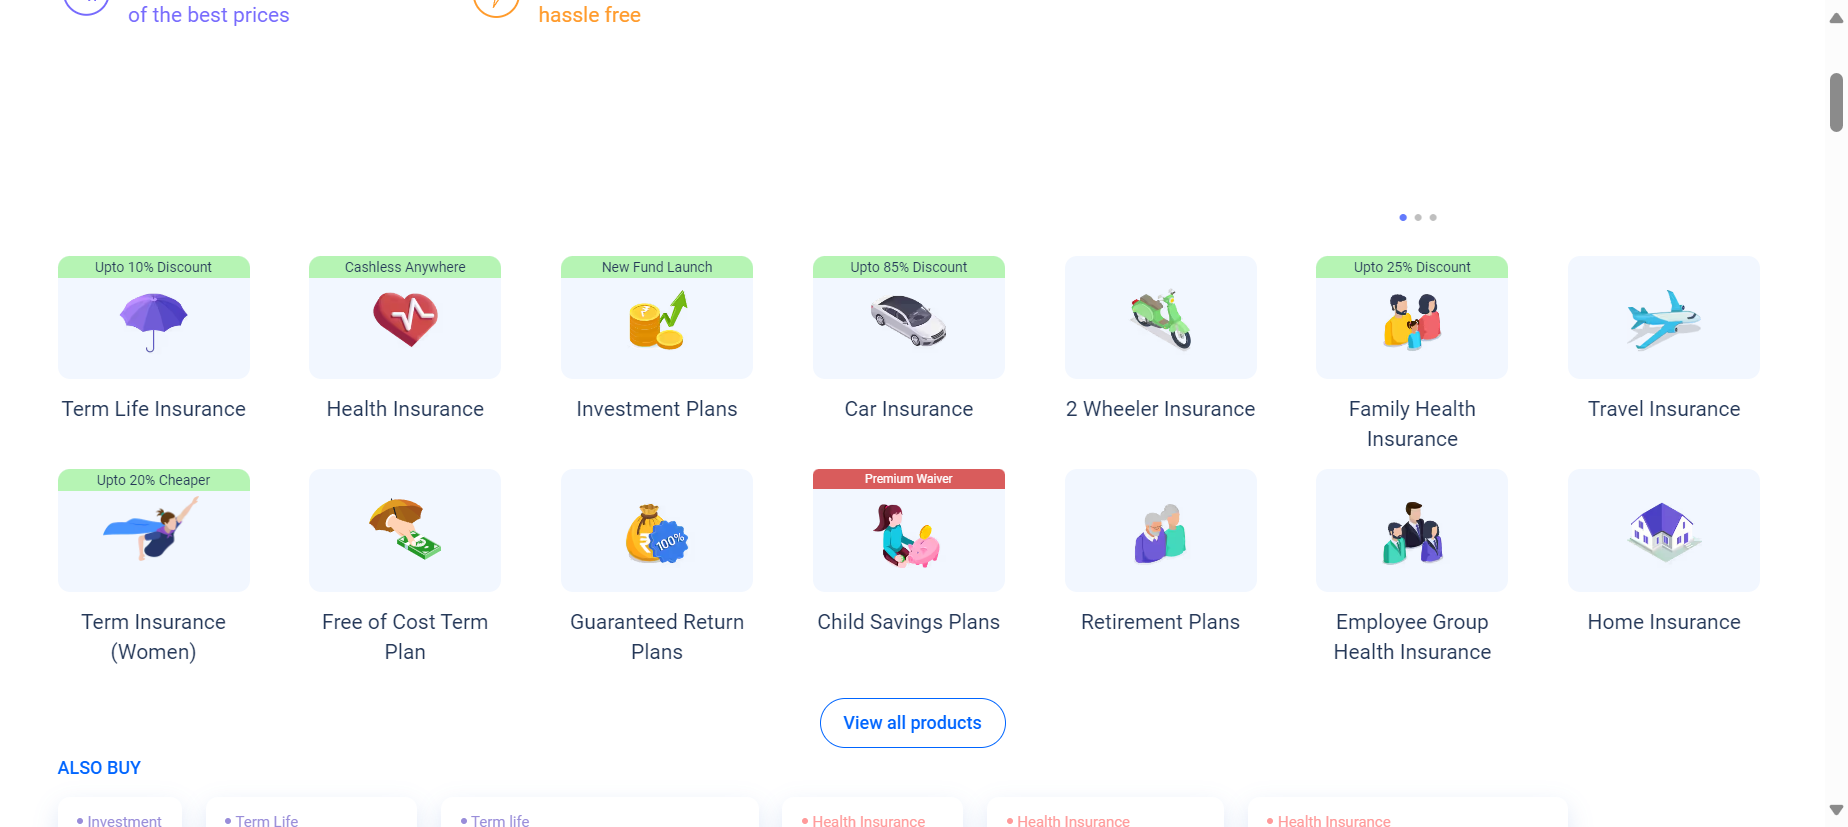 of the best prices
hassle free
Upto 10% Discount
Cashless Anywhere
New Fund Launch
Upto 85% Discount
Upto 25% Discount
Term Life Insurance
Health Insurance
Investment Plans
Car Insurance
2 Wheeler Insurance
Family Health
Insurance
Travel Insurance
Upto 20% Cheaper
100%
Premium Waiver
Term Insurance
(Women)
Free of Cost Term
Plan
Guaranteed Return
Plans
Child Savings Plans
Retirement Plans
Employee Group
Health Insurance
Home Insurance
View all products
ALSO BUY
Investment
Term Life
Term life
Health Insurance
Health Insurance
Health Insurance